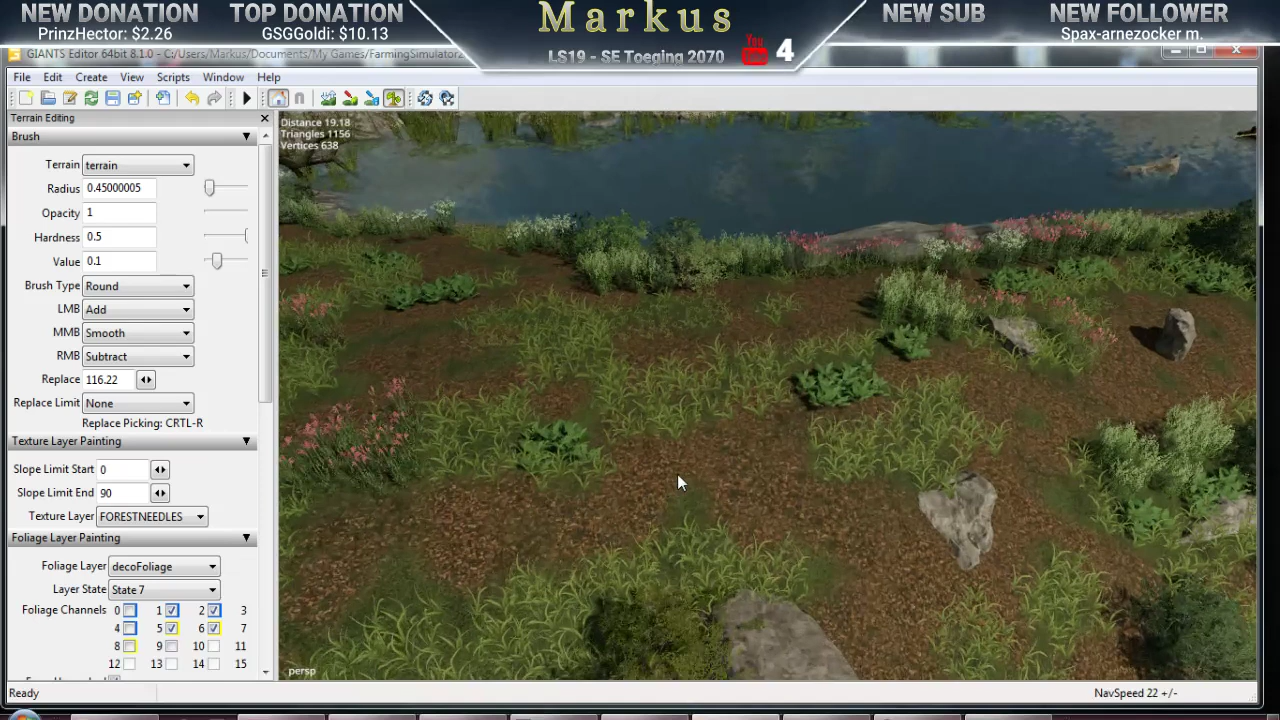 NEW DONATION
PrinzHector: $2.26
TOP DONATION
GSGGoldi: $10.13
Markus
LS19 - SE Toeging 2070
You
4
NEW SUB
NEW FOLLOWER
Spax-arnezocker m.
GIANTS Editor 64bit 8.1.0 - C:/Users/Markus/Documents/My Games/FarmingSimulator2
File Edit Create View Scripts Window Help
Terrain Editing
Brush
Terrain terrain
Radius 0.45000005
Opacity 1
Hardness 0.5
Value 0.1
Brush Type Round
LMB Add
MMB Smooth
RMB Subtract
Replace 116.22
Replace Limit None
Replace Picking: CRTL-R
Texture Layer Painting
Slope Limit Start 0
Slope Limit End 90
Texture Layer FORESTNEEDLES
Foliage Layer Painting
Foliage Layer decoFoliage
Layer State State 7
Foliage Channels 0 1 2 3
4 5 6 7
8 9 10 11
12 13 14 15
Distance 19.18
Triangles 1156
Vertices 638
persp
Ready
NavSpeed 22 +/-